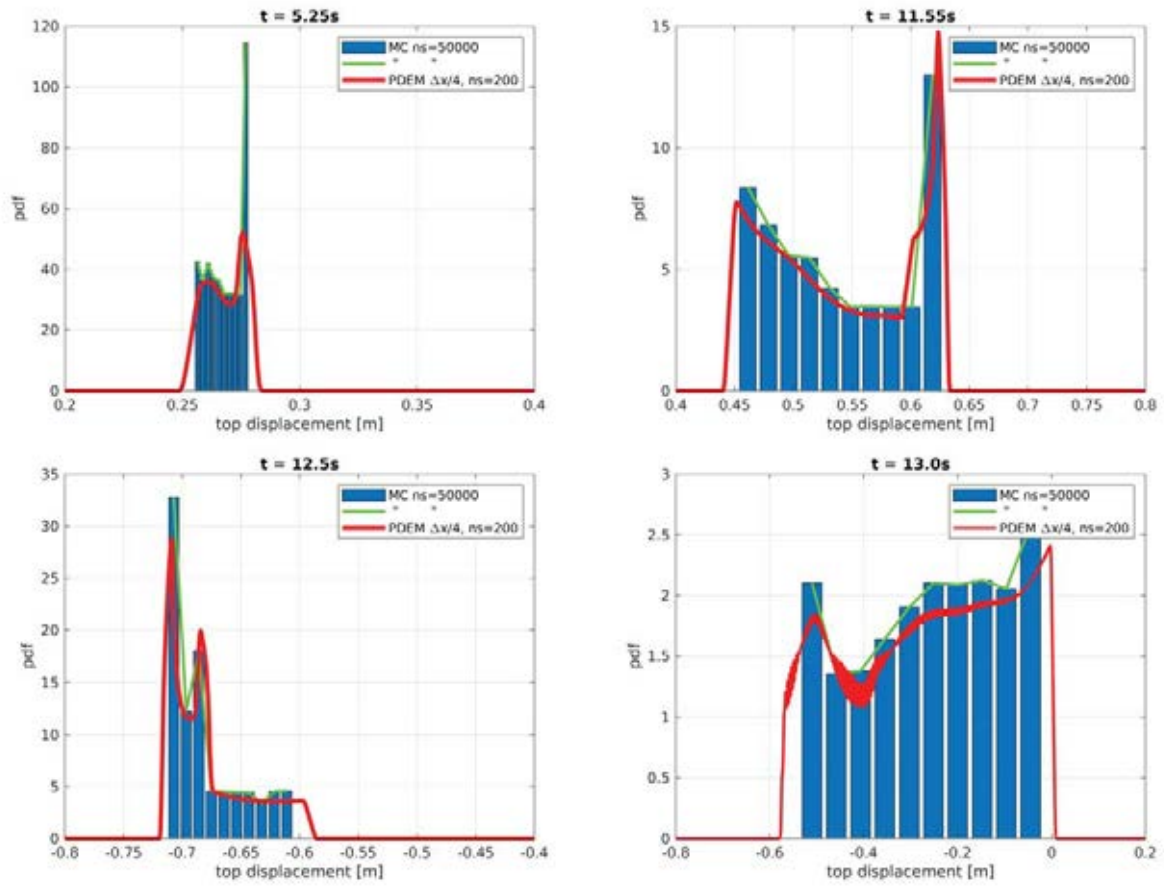 t = 5.25s
120
100
80
60
40
20
0
pdf
MC ns=50000
" "
PDEM Δx/4, ns=200
0.2 0.25 0.3 0.35 0.4
top displacement [m]
t = 11.55s
15
10
5
0
pdf
MC ns=50000
" "
PDEM Δx/4, ns=200
0.4 0.45 0.5 0.55 0.6 0.65 0.7 0.75 0.8
top displacement [m]
t = 12.5s
35
30
25
20
15
10
5
0
pdf
MC ns=50000
" "
PDEM Δx/4, ns=200
-0.8 -0.75 -0.7 -0.65 -0.6 -0.55 -0.5 -0.45 -0.4
top displacement [m]
t = 13.0s
3
2.5
2
1.5
1
0.5
0
pdf
MC ns=50000
" "
PDEM Δx/4, ns=200
-0.8 -0.6 -0.4 -0.2 0 0.2
top displacement [m]